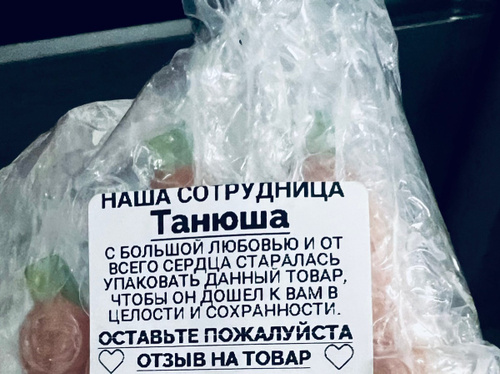 НАША СОТРУДНИЦА
Танюша
С БОЛЬШОЙ ЛЮБОВЬЮ И ОТ
ВСЕГО СЕРДЦА СТАРАЛАСЬ
УПАКОВАТЬ ДАННЫЙ ТОВАР,
ЧТОБЫ ОН ДОШЕЛ К ВАМ В
ЦЕЛОСТИ И СОХРАННОСТИ.
ОСТАВЬТЕ ПОЖАЛУЙСТА
ОТЗЫВ НА ТОВАР